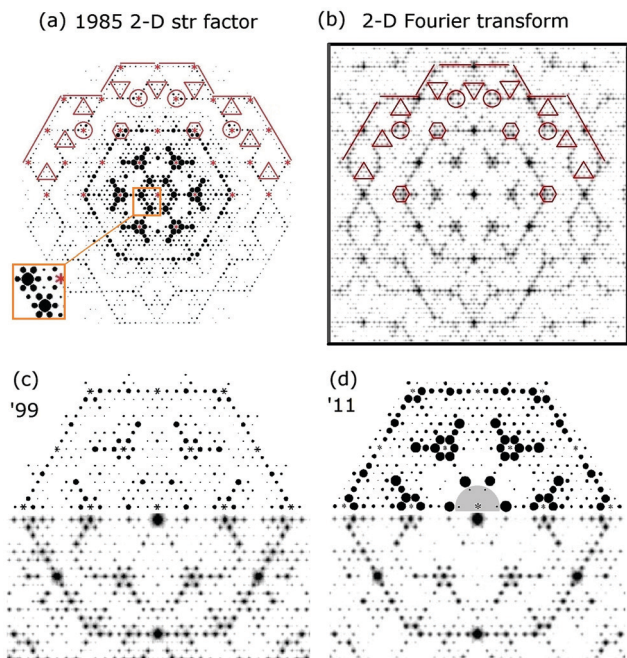 (a) 1985 2-D str factor
(b) 2-D Fourier transform
(c)
'99
(d)
'11